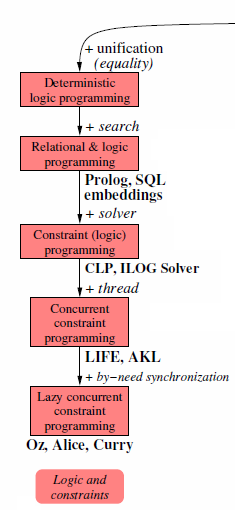 + unification
(equality)
Deterministic
logic programming
+ search
Relational & logic
programming
Prolog, SQL
embeddings
+ solver
Constraint (logic)
programming
CLP, ILOG Solver
+ thread
Concurrent
constraint
programming
LIFE, AKL
+ by−need synchronization
Lazy concurrent
constraint
programming
Oz, Alice, Curry
Logic and
constraints